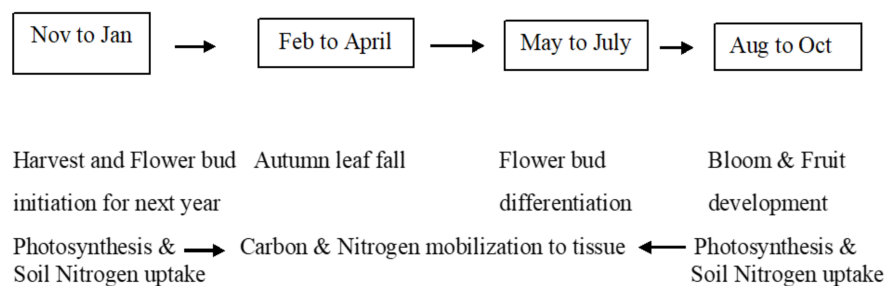 Nov to Jan
Feb to April
May to July
Aug to Oct
Harvest and Flower bud
initiation for next year
Autumn leaf fall
Flower bud
differentiation
Bloom & Fruit
development
Photosynthesis &
Soil Nitrogen uptake
Carbon & Nitrogen mobilization to tissue
Photosynthesis &
Soil Nitrogen uptake